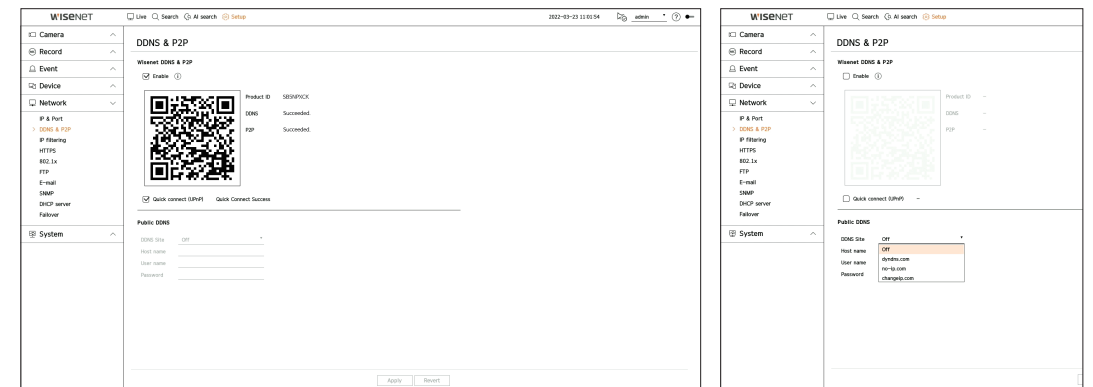 WISENET
Live Search AI search Setup
2022-03-23 11:01:54 admin
Camera
Record
Event
Device
Network
IP & Port
DDNS & P2P
IP filtering
HTTPS
802.1x
FTP
E-mail
SNMP
DHCP server
Failover
System
DDNS & P2P
Wisenet DDNS & P2P
Enable
Product ID SBSNPXCK
DDNS Succeeded.
P2P Succeeded.
Quick connect (UPnP) Quick Connect Success
Public DDNS
DDNS Site Off
Host name
User name
Password
Apply Revert
WISENET
Live Search AI search Setup
Camera
Record
Event
Device
Network
IP & Port
DDNS & P2P
IP filtering
HTTPS
802.1x
FTP
E-mail
SNMP
DHCP server
Failover
System
DDNS & P2P
Wisenet DDNS & P2P
Enable
Product ID –
DDNS –
P2P –
Quick connect (UPnP) –
Public DDNS
DDNS Site Off
Host name Off
User name dyndns.com
no-ip.com
Password changeip.com